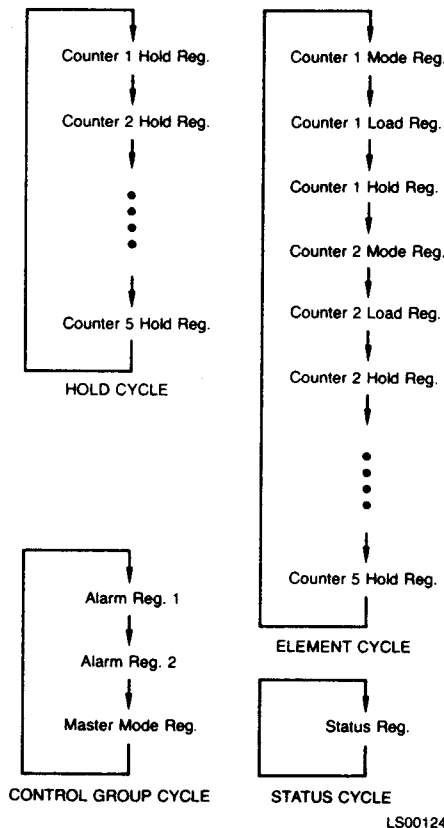 Counter 1 Hold Reg.
Counter 2 Hold Reg.
Counter 5 Hold Reg.
HOLD CYCLE
Counter 1 Mode Reg.
Counter 1 Load Reg.
Counter 1 Hold Reg.
Counter 2 Mode Reg.
Counter 2 Load Reg.
Counter 2 Hold Reg.
Counter 5 Hold Reg.
ELEMENT CYCLE
Alarm Reg. 1
Alarm Reg. 2
Master Mode Reg.
CONTROL GROUP CYCLE
Status Reg.
STATUS CYCLE
LS00124